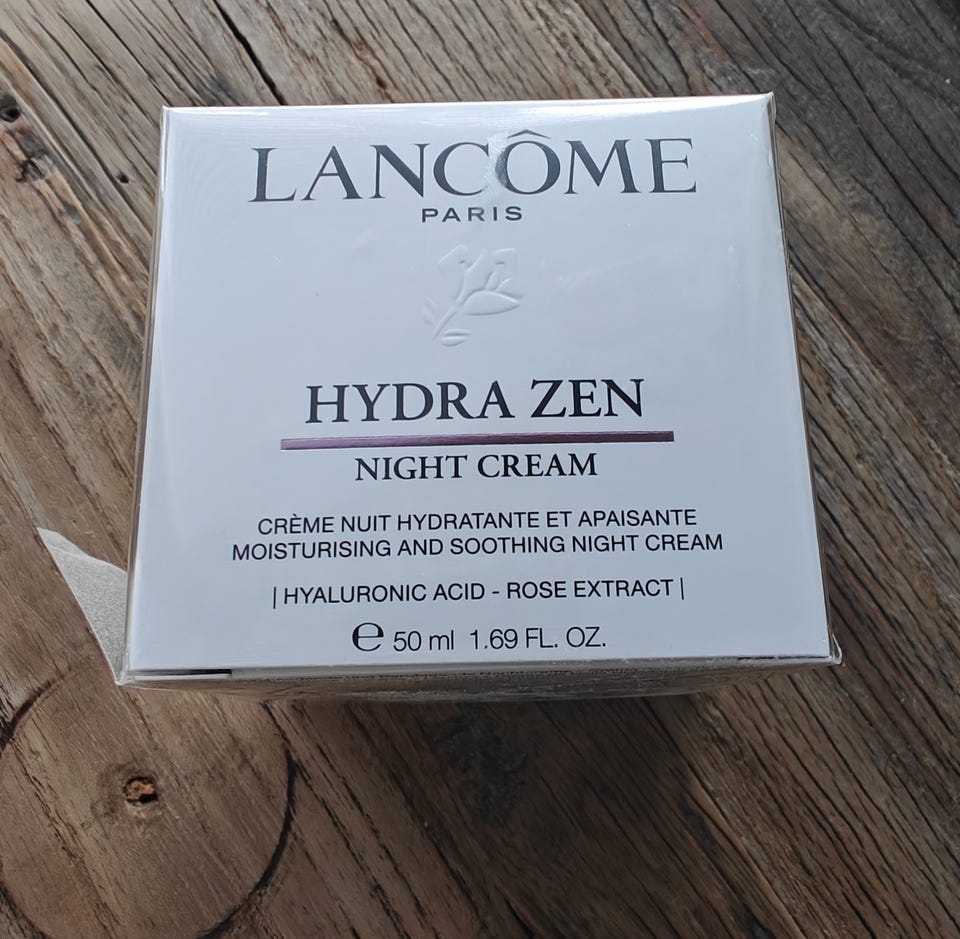 LANCÔME
PARIS
HYDRA ZEN
NIGHT CREAM
CRÈME NUIT HYDRATANTE ET APAISANTE
MOISTURISING AND SOOTHING NIGHT CREAM
| HYALURONIC ACID - ROSE EXTRACT |
℮ 50 ml 1.69 FL. OZ.